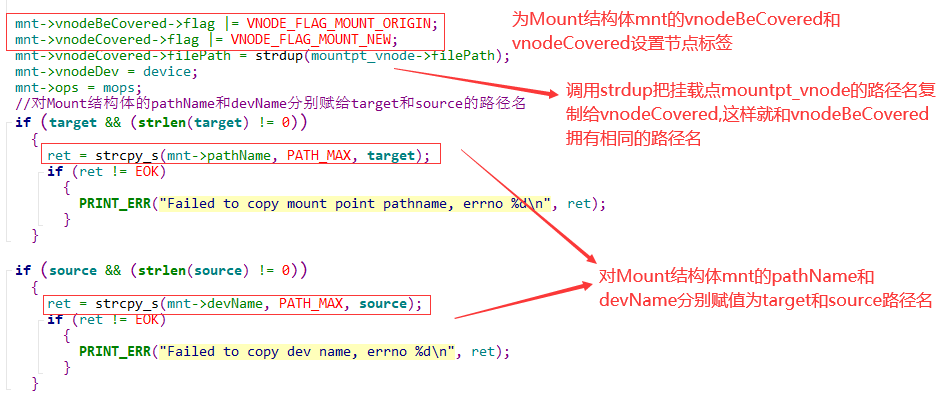 mnt->vnodeBeCovered->flag |= VNODE_FLAG_MOUNT_ORIGIN;
mnt->vnodeCovered->flag |= VNODE_FLAG_MOUNT_NEW;
mnt->vnodeCovered->filePath = strdup(mountpt_vnode->filePath);
mnt->vnodeDev = device;
mnt->ops = mops;
//对Mount结构体的pathName和devName分别赋给target和source的路径名
if (target && (strlen(target) != 0))
{
ret = strcpy_s(mnt->pathName, PATH_MAX, target);
if (ret != EOK)
{
PRINT_ERR("Failed to copy mount point pathname, errno %d\n", ret);
}
}
if (source && (strlen(source) != 0))
{
ret = strcpy_s(mnt->devName, PATH_MAX, source);
if (ret != EOK)
{
PRINT_ERR("Failed to copy dev name, errno %d\n", ret);
}
}
为Mount结构体mnt的vnodeBeCovered和
vnodeCovered设置节点标签
调用strdup把挂载点mountpt_vnode的路径名复
制给vnodeCovered,这样就和vnodeBeCovered
拥有相同的路径名
对Mount结构体mnt的pathName和
devName分别赋值为target和source路径名